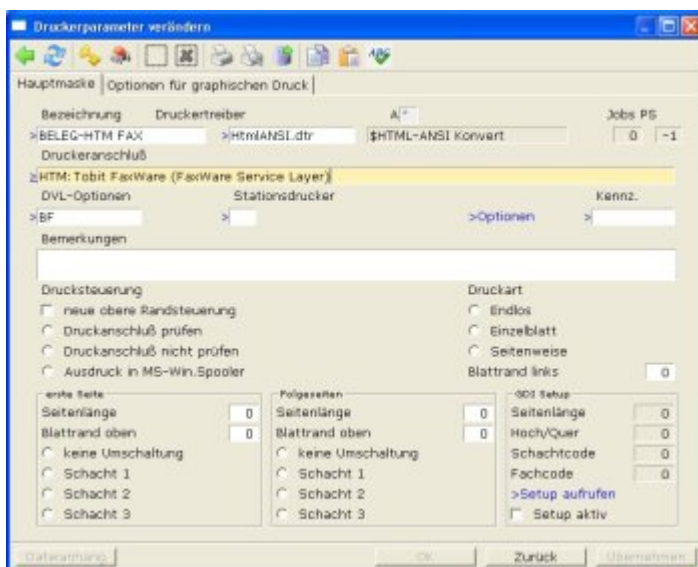 Druckerparameter verändern
Hauptmaske Optionen für graphischen Druck
Bezeichnung Druckertreiber A * Jobs PS
>BELEG-HTM FAX >HtmlANSI.dtr $HTML-ANSI Konvert 0 -1
Druckeranschluß
>HTM: Tobit FaxWare (FaxWare Service Layer)
DVL-Optionen Stationsdrucker Kennz.
>BF > >Optionen >
Bemerkungen
Drucksteuerung Druckart
neue obere Randsteuerung Endlos
Druckanschluß prüfen Einzelblatt
Druckanschluß nicht prüfen Seitenweise
Ausdruck in MS-Win.Spooler Blattrand links 0
erste Seite Folgeseiten GDI Setup
Seitenlänge 0 Seitenlänge 0 Seitenlänge 0
Blattrand oben 0 Blattrand oben 0 Hoch/Quer 0
keine Umschaltung keine Umschaltung Schachtcode 0
Schacht 1 Schacht 1 Fachcode 0
Schacht 2 Schacht 2 >Setup aufrufen
Schacht 3 Schacht 3 Setup aktiv
Dateianhang OK Zurück Übernehmen